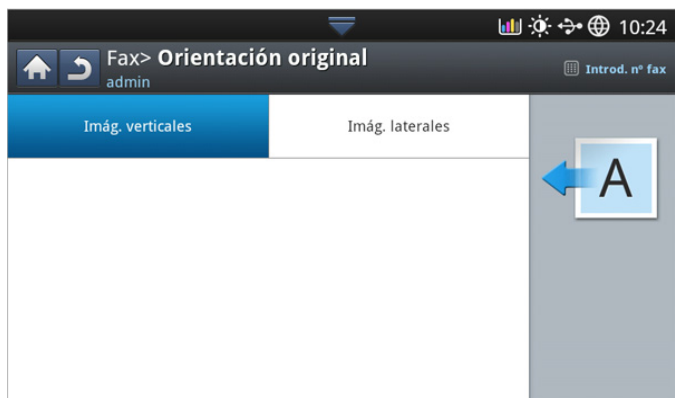 10:24
Fax> Orientación original
admin
Introd. nº fax
Imág. verticales
Imág. laterales
A